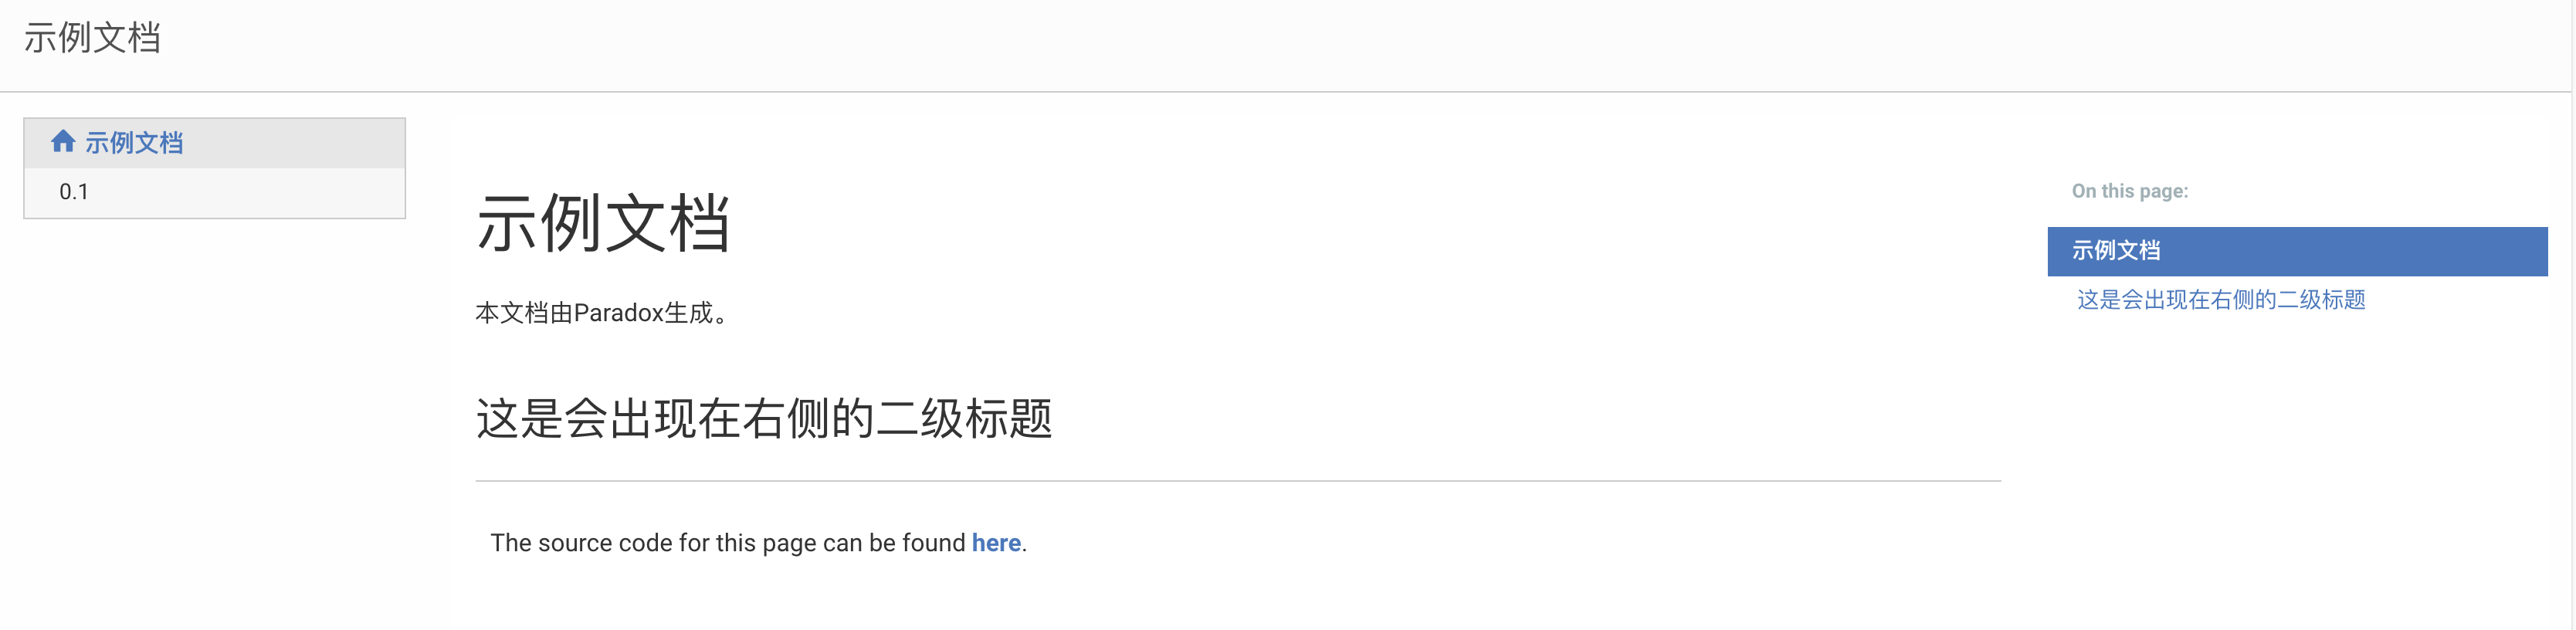 示例文档
示例文档
0.1
示例文档
本文档由Paradox生成。
这是会出现在右侧的二级标题
The source code for this page can be found here.
On this page:
示例文档
这是会出现在右侧的二级标题